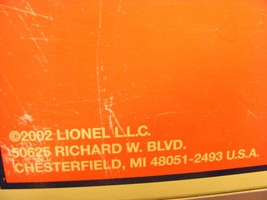 ©2002 LIONEL L.L.C.
50625 RICHARD W. BLVD.
CHESTERFIELD, MI 48051-2493 U.S.A.